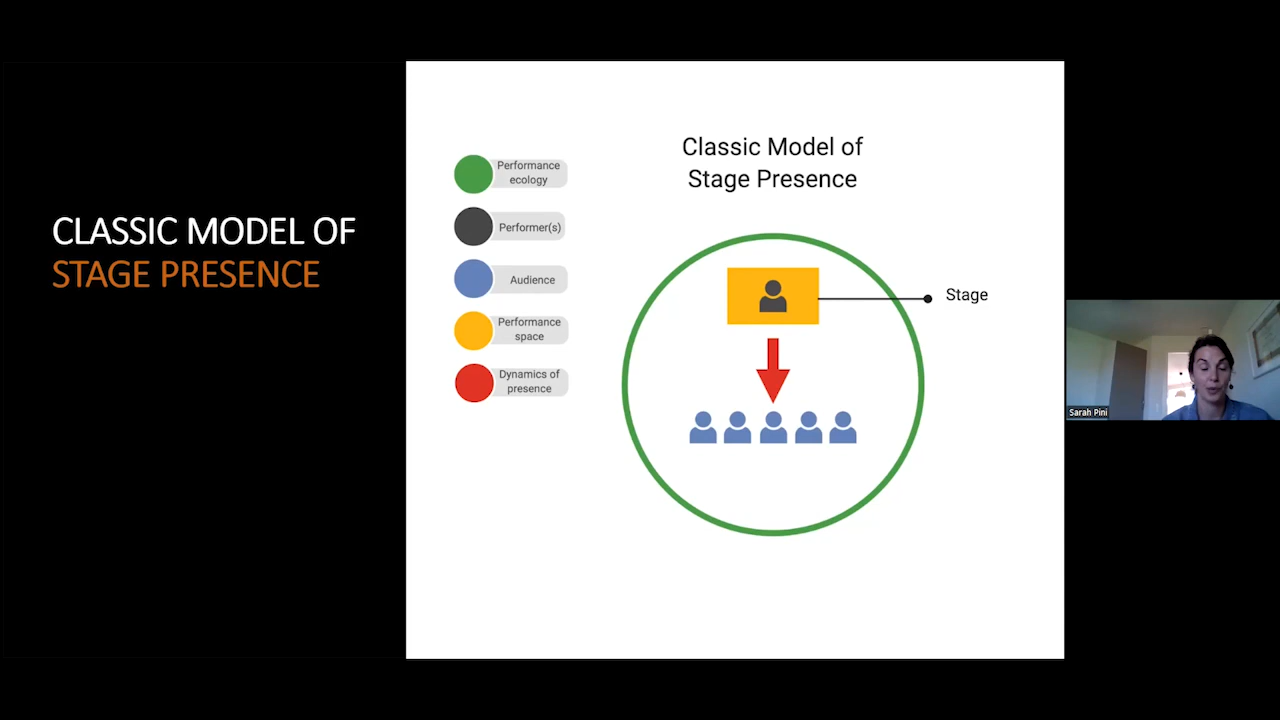 CLASSIC MODEL OF
STAGE PRESENCE
Classic Model of
Stage Presence
Performance
ecology
Performer(s)
Audience
Performance
space
Dynamics of
presence
Stage
Sarah Pini